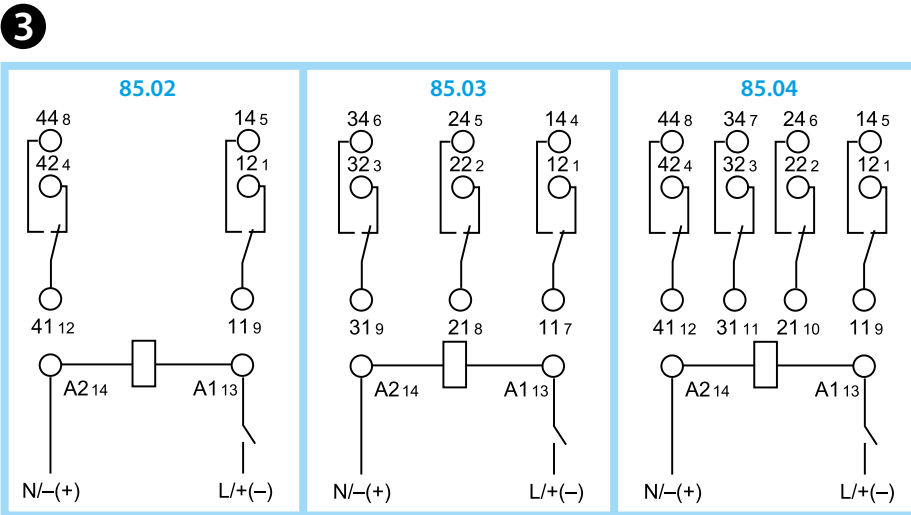 3
85.02
44 8 14 5
42 4 12 1
41 12 11 9
A2 14 A1 13
N/–(+) L/+(–)
85.03
34 6 24 5 14 4
32 3 22 2 12 1
31 9 21 8 11 7
A2 14 A1 13
N/–(+) L/+(–)
85.04
44 8 34 7 24 6 14 5
42 4 32 3 22 2 12 1
41 12 31 11 21 10 11 9
A2 14 A1 13
N/–(+) L/+(–)